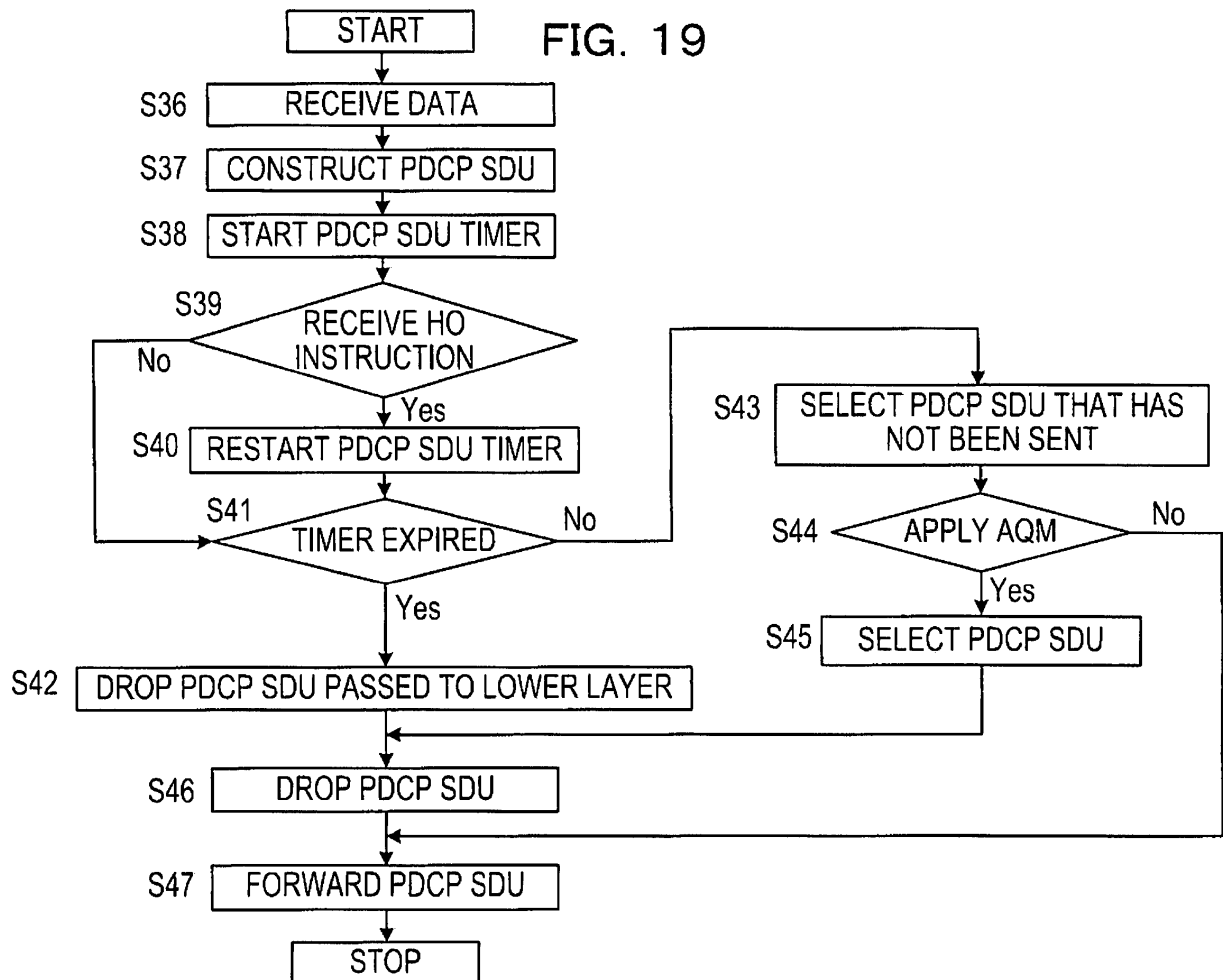 START
FIG. 19
S36
RECEIVE DATA
S37
CONSTRUCT PDCP SDU
S38
START PDCP SDU TIMER
S39
RECEIVE HO
INSTRUCTION
No
Yes
S40
RESTART PDCP SDU TIMER
S41
TIMER EXPIRED
No
Yes
S43
SELECT PDCP SDU THAT HAS
NOT BEEN SENT
S44
APPLY AQM
No
Yes
S45
SELECT PDCP SDU
S42
DROP PDCP SDU PASSED TO LOWER LAYER
S46
DROP PDCP SDU
S47
FORWARD PDCP SDU
STOP